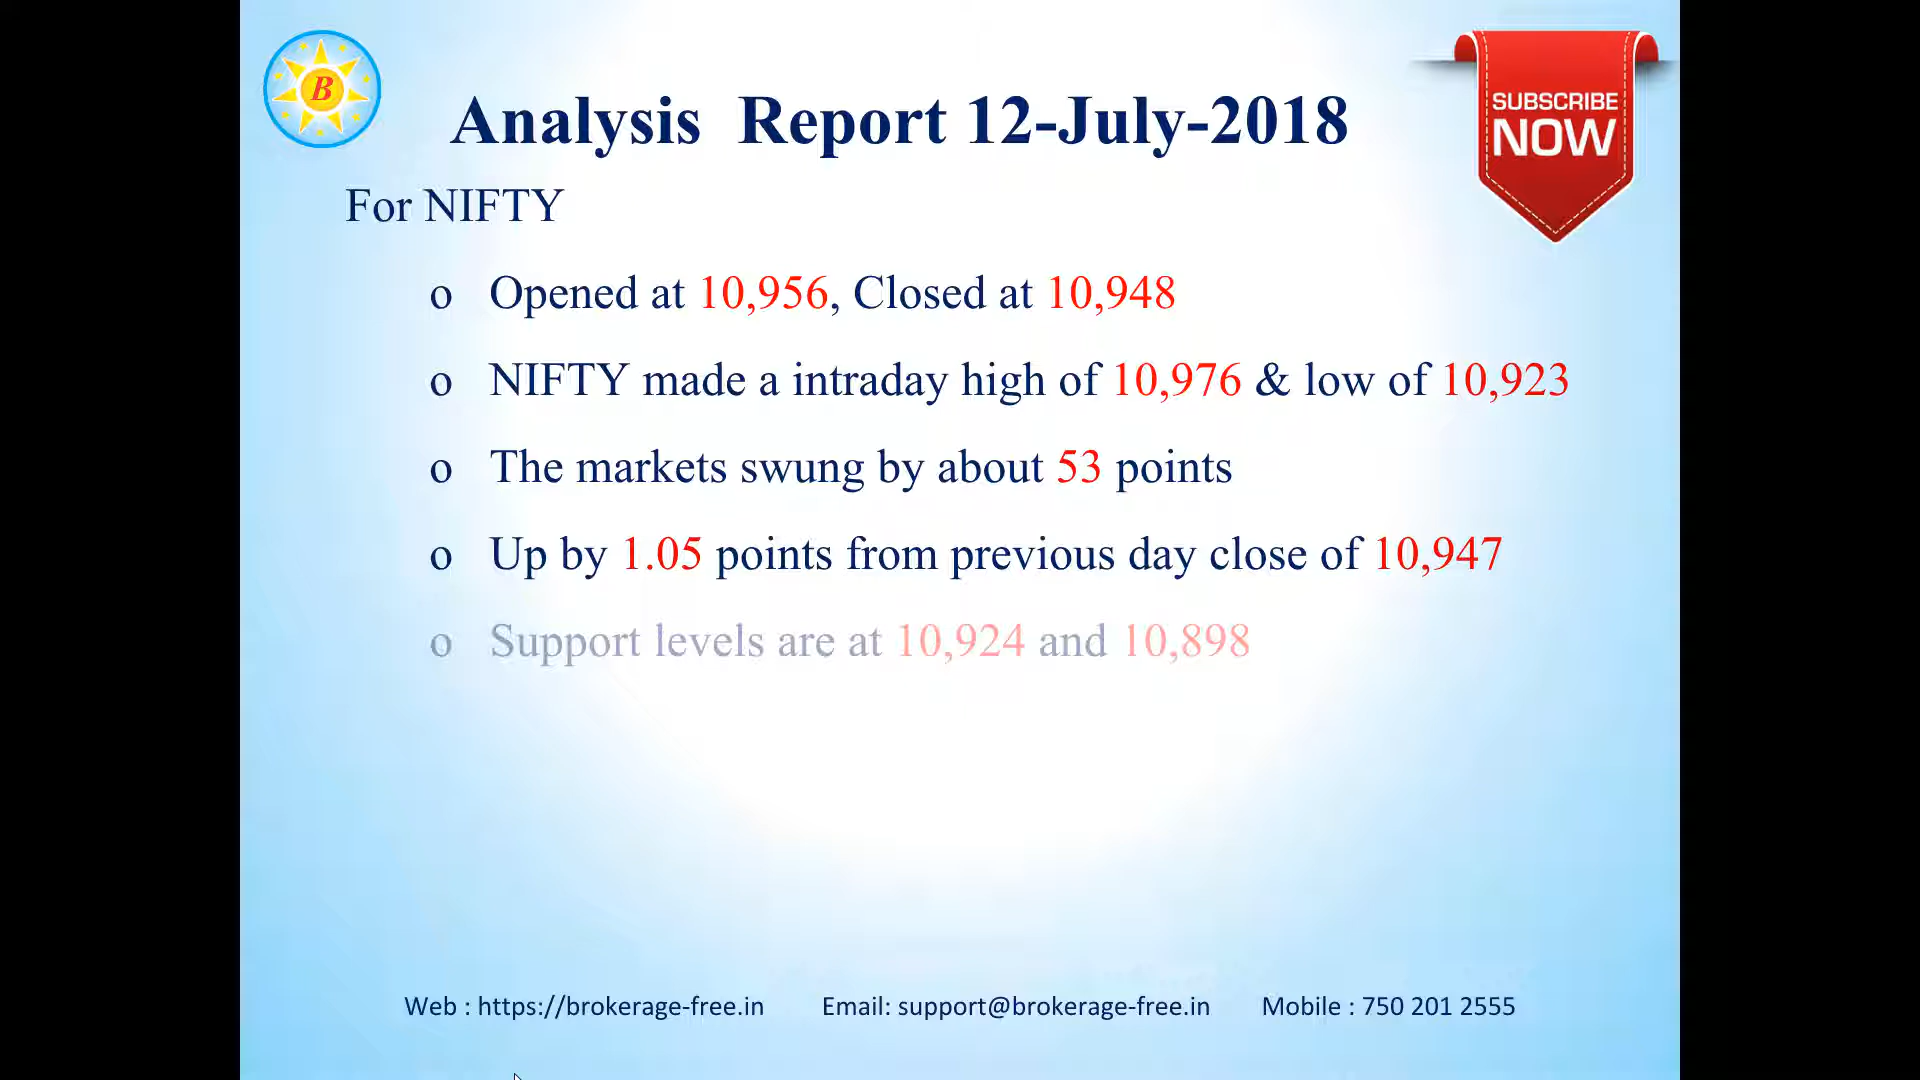 B
Analysis Report 12-July-2018
SUBSCRIBE
NOW
For NIFTY
o Opened at 10,956, Closed at 10,948
o NIFTY made a intraday high of 10,976 & low of 10,923
o The markets swung by about 53 points
o Up by 1.05 points from previous day close of 10,947
o Support levels are at 10,924 and 10,898
Web : https://brokerage-free.in Email: support@brokerage-free.in Mobile : 750 201 2555